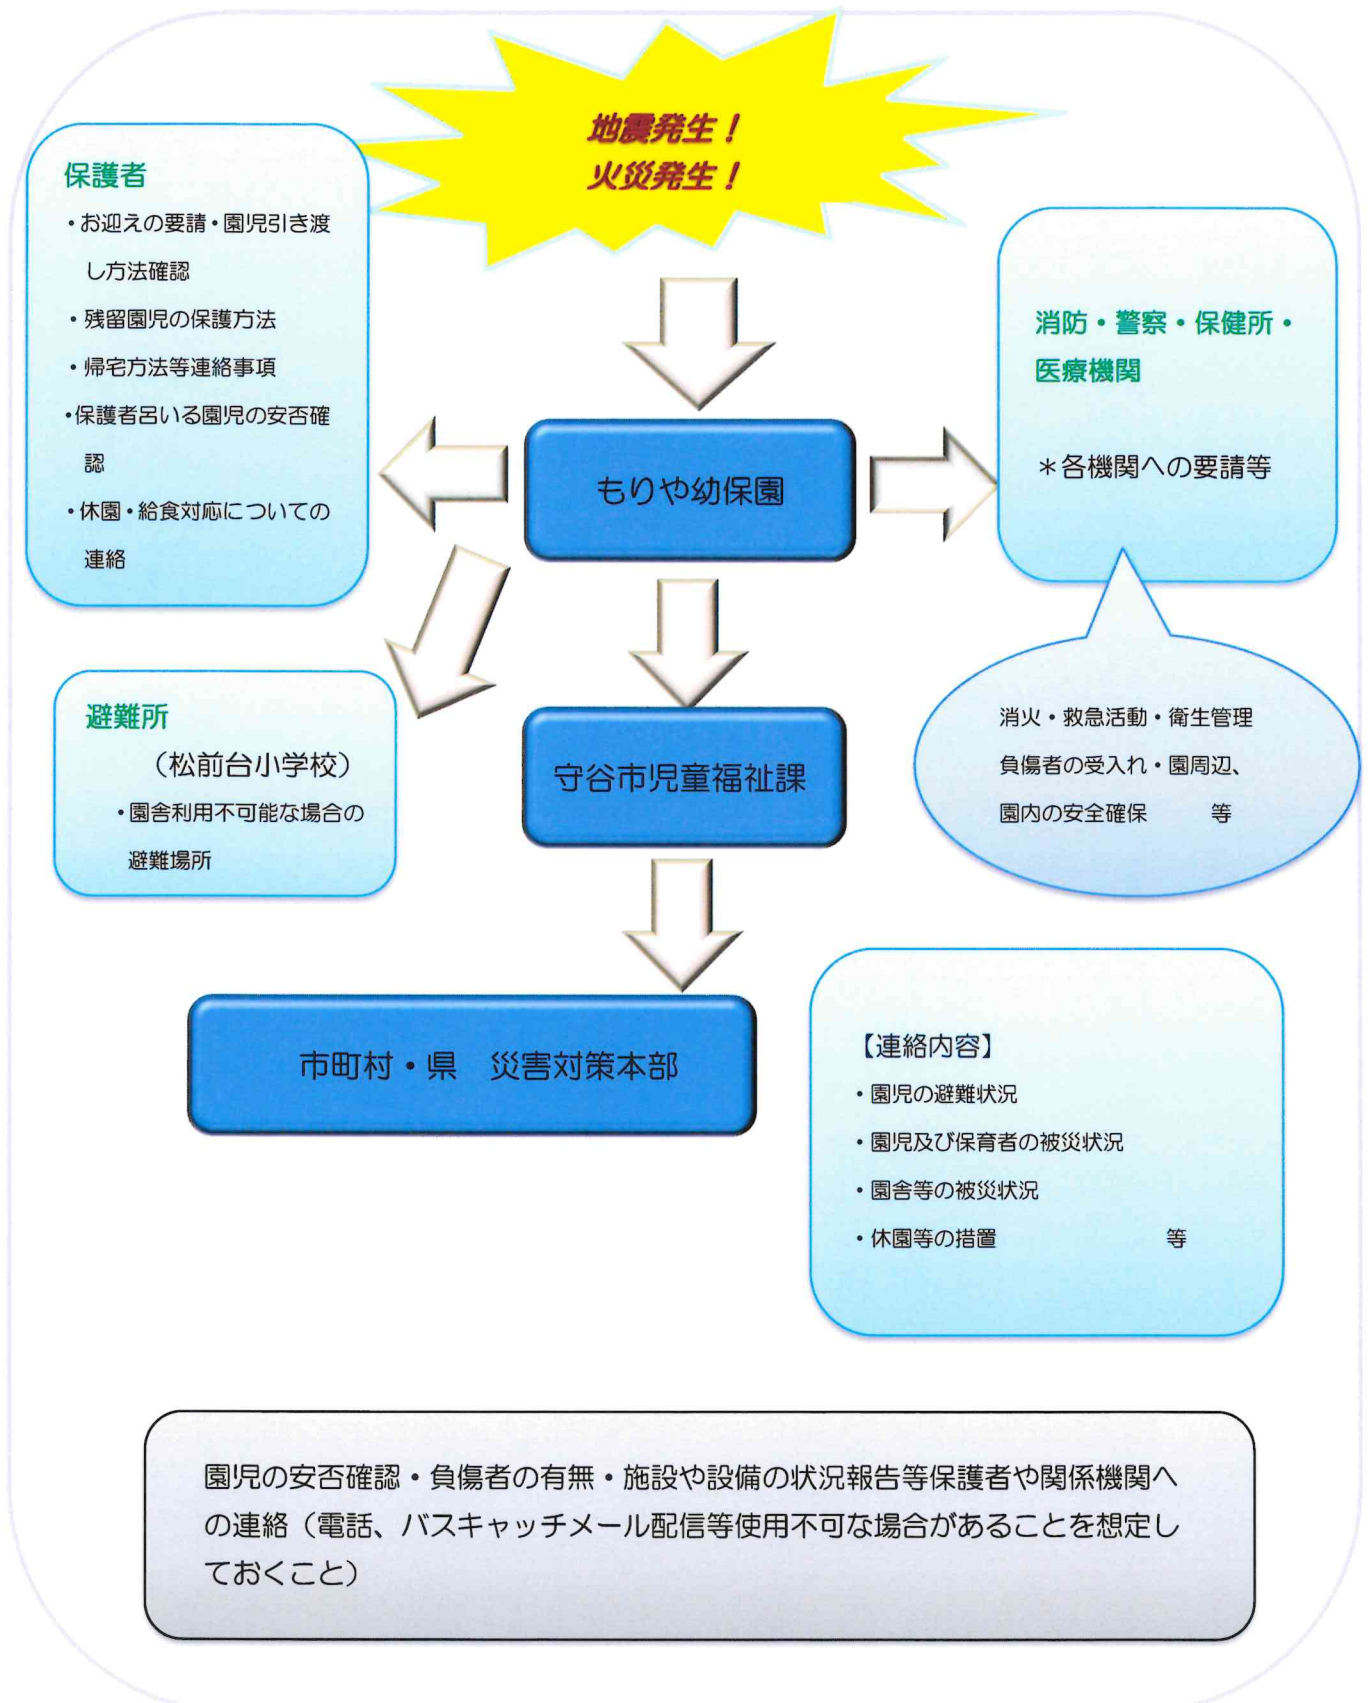 地震発生！
火災発生！
保護者
・お迎えの要請・園児引き渡
し方法確認
・残留園児の保護方法
・帰宅方法等連絡事項
・保護者呂いる園児の安否確
認
・休園・給食対応についての
連絡
消防・警察・保健所・
医療機関
＊各機関への要請等
もりや幼保園
避難所
（松前台小学校）
・園舎利用不可能な場合の
避難場所
守谷市児童福祉課
消火・救急活動・衛生管理
負傷者の受入れ・園周辺、
園内の安全確保　　等
市町村・県　災害対策本部
【連絡内容】
・園児の避難状況
・園児及び保育者の被災状況
・園舎等の被災状況
・休園等の措置　　　　　　　　等
園児の安否確認・負傷者の有無・施設や設備の状況報告等保護者や関係機関へ
の連絡（電話、バスキャッチメール配信等使用不可な場合があることを想定し
ておくこと）